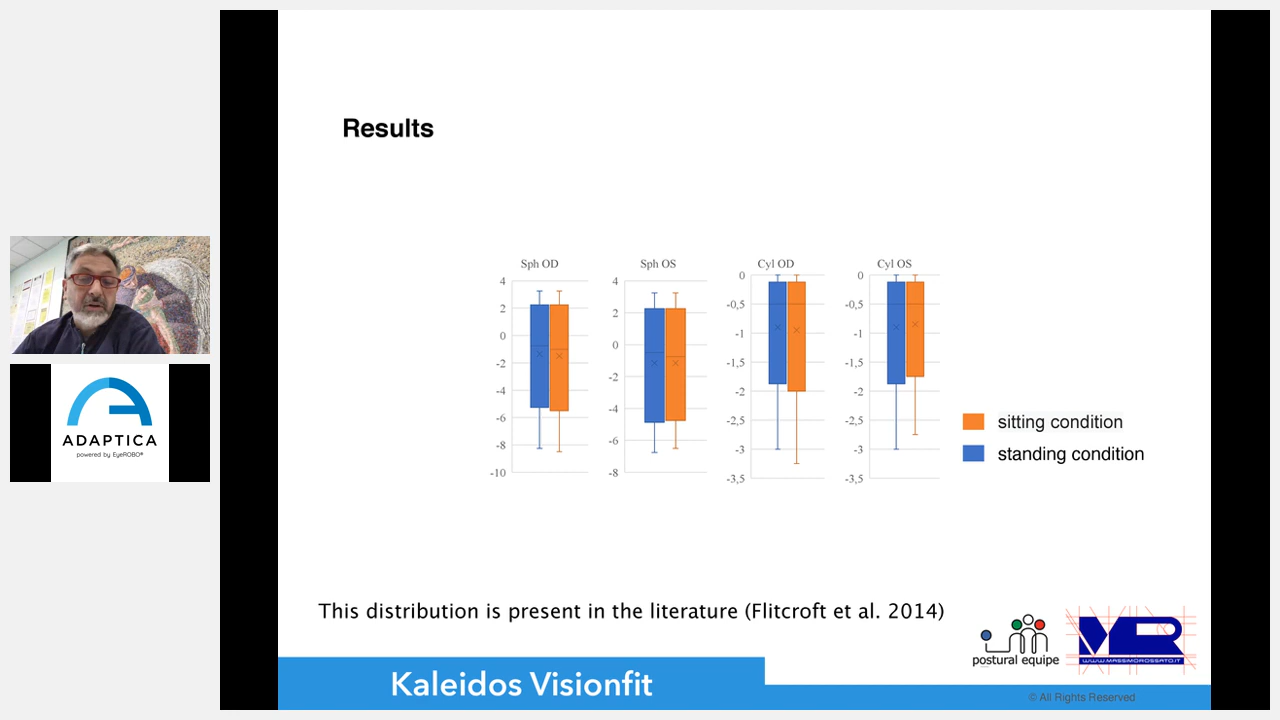 Results
Sph OD
4
2
0
-2
-4
-6
-8
-10
Sph OS
4
2
0
-2
-4
-6
-8
Cyl OD
0
-0,5
-1
-1,5
-2
-2,5
-3
-3,5
Cyl OS
0
-0,5
-1
-1,5
-2
-2,5
-3
-3,5
sitting condition
standing condition
ADAPTICA
powered by EyeROBO®
This distribution is present in the literature (Flitcroft et al. 2014)
postural equipe
MR
WWW.MASSIMOROSSATO.IT
Kaleidos Visionfit
© All Rights Reserved